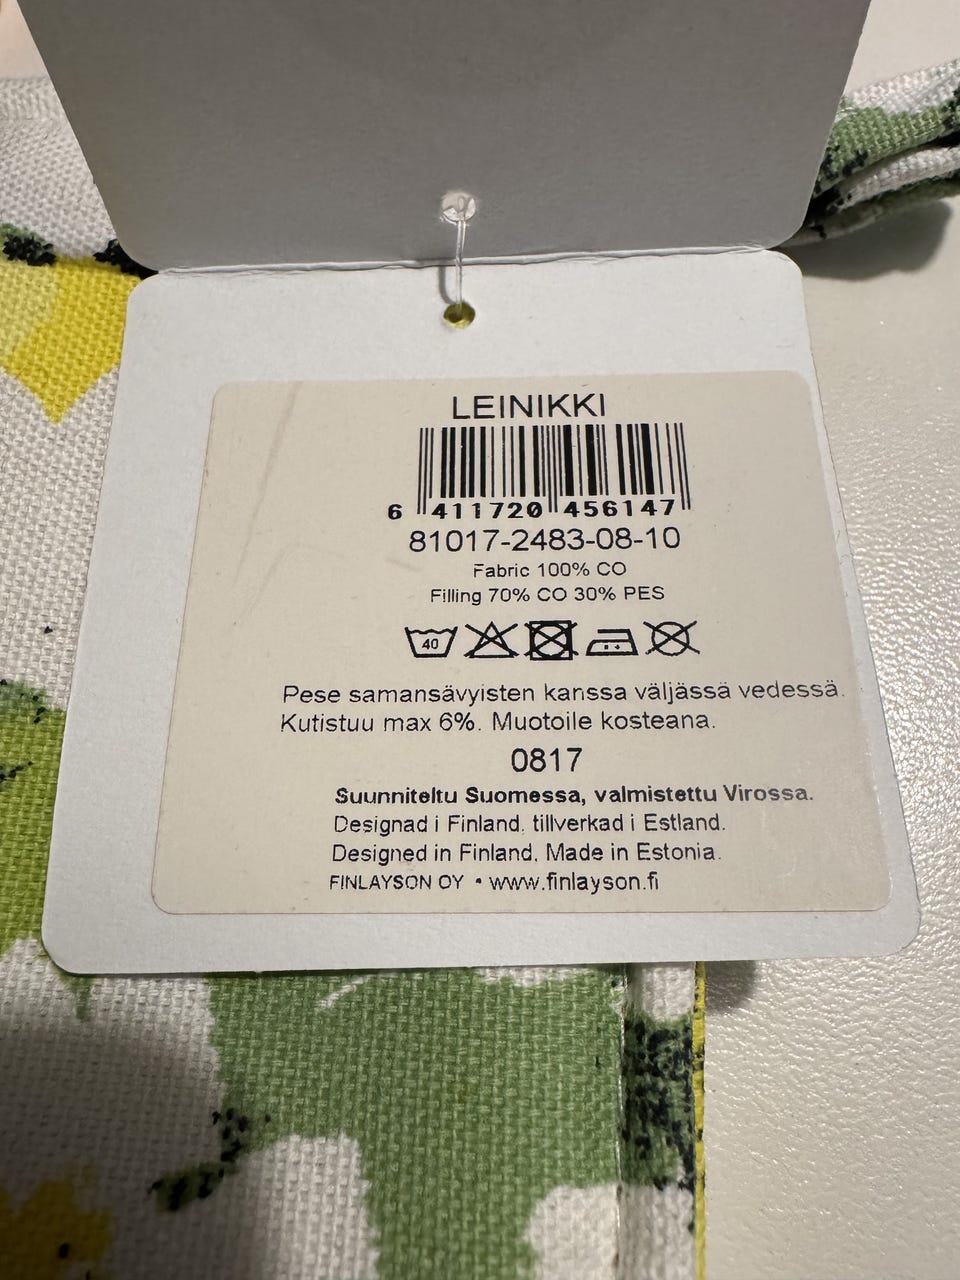 LEINIKKI
6 411720 456147
81017-2483-08-10
Fabric 100% CO
Filling 70% CO 30% PES
40
Pese samansävyisten kanssa väljässä vedessä.
Kutistuu max 6%. Muotoile kosteana.
0817
Suunniteltu Suomessa, valmistettu Virossa.
Designad i Finland, tillverkad i Estland.
Designed in Finland. Made in Estonia.
FINLAYSON OY • www.finlayson.fi